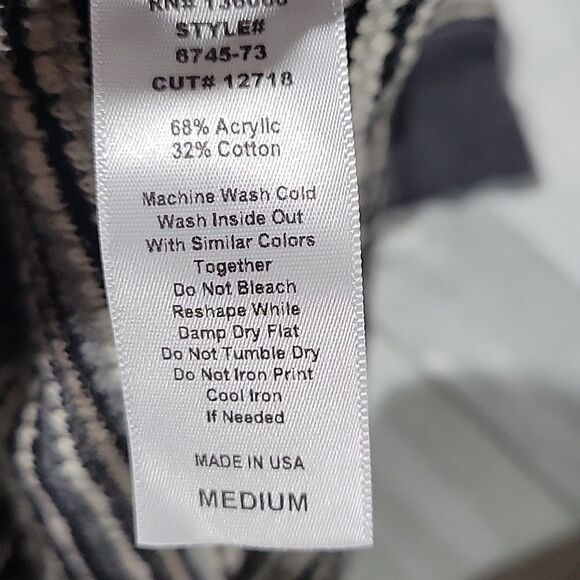 RN#
STYLE#
6745-73
CUT# 12718
68% Acrylic
32% Cotton
Machine Wash Cold
Wash Inside Out
With Similar Colors
Together
Do Not Bleach
Reshape While
Damp Dry Flat
Do Not Tumble Dry
Do Not Iron Print
Cool Iron
If Needed
MADE IN USA
MEDIUM